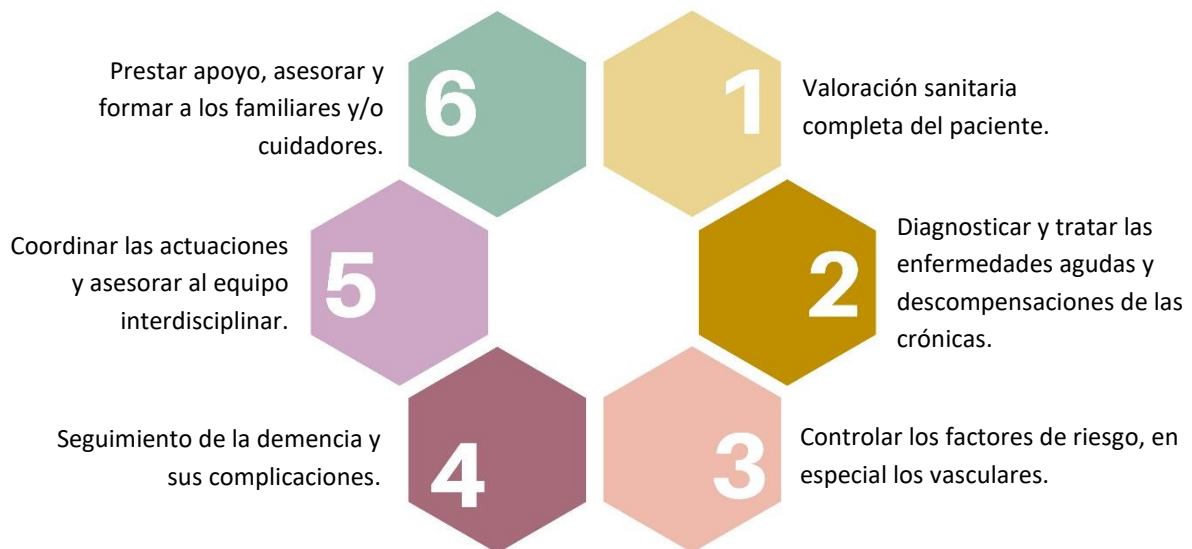 1
Valoración sanitaria
completa del paciente.
2
Diagnosticar y tratar las
enfermedades agudas y
descompensaciones de las
crónicas.
3
Controlar los factores de riesgo, en
especial los vasculares.
4
Seguimiento de la demencia y
sus complicaciones.
5
Coordinar las actuaciones
y asesorar al equipo
interdisciplinar.
6
Prestar apoyo, asesorar y
formar a los familiares y/o
cuidadores.